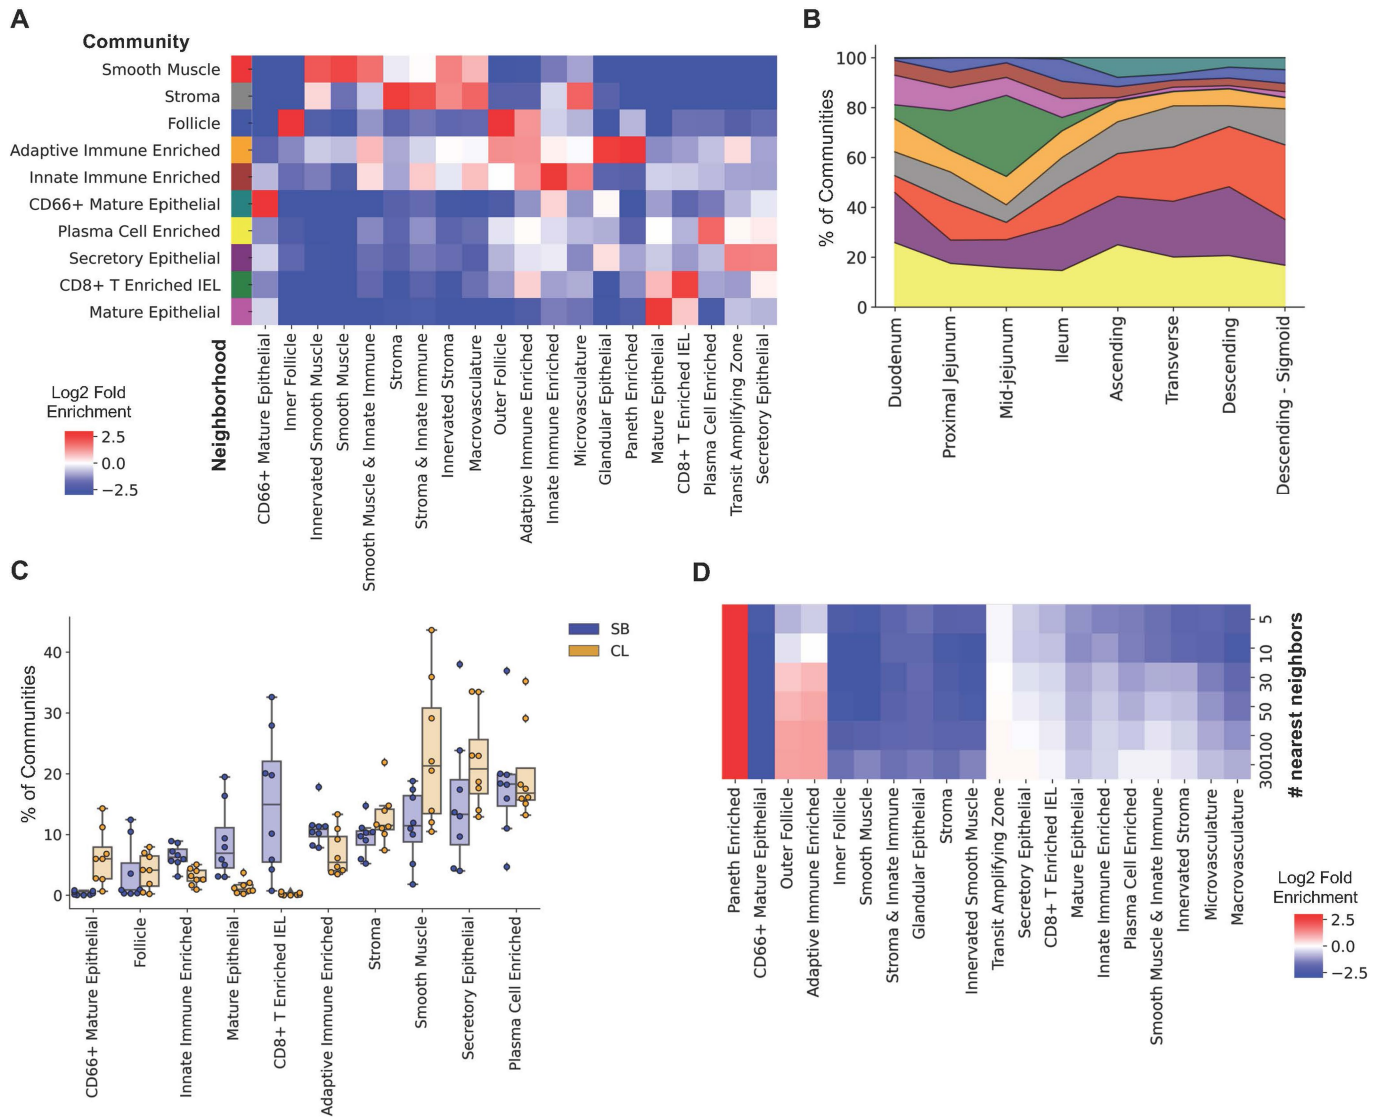 A
Community
Smooth Muscle
Stroma
Follicle
Adaptive Immune Enriched
Innate Immune Enriched
CD66+ Mature Epithelial
Plasma Cell Enriched
Secretory Epithelial
CD8+ T Enriched IEL
Mature Epithelial
Neighborhood
CD66+ Mature Epithelial
Inner Follicle
Innervated Smooth Muscle
Smooth Muscle
Smooth Muscle & Innate Immune
Stroma
Stroma & Innate Immune
Innervated Stroma
Macrovasculature
Outer Follicle
Adatpive Immune Enriched
Innate Immune Enriched
Microvasculature
Glandular Epithelial
Paneth Enriched
Mature Epithelial
CD8+ T Enriched IEL
Plasma Cell Enriched
Transit Amplifying Zone
Secretory Epithelial
Log2 Fold
Enrichment
2.5
0.0
−2.5
B
% of Communities
100
80
60
40
20
0
Duodenum
Proximal Jejunum
Mid-jejunum
Ileum
Ascending
Transverse
Descending
Descending - Sigmoid
C
% of Communities
40
30
20
10
0
SB
CL
CD66+ Mature Epithelial
Follicle
Innate Immune Enriched
Mature Epithelial
CD8+ T Enriched IEL
Adaptive Immune Enriched
Stroma
Smooth Muscle
Secretory Epithelial
Plasma Cell Enriched
D
5
10
30
50
100
300
# nearest neighbors
Paneth Enriched
CD66+ Mature Epithelial
Outer Follicle
Adaptive Immune Enriched
Inner Follicle
Smooth Muscle
Stroma & Innate Immune
Glandular Epithelial
Stroma
Innervated Smooth Muscle
Transit Amplifying Zone
Secretory Epithelial
CD8+ T Enriched IEL
Mature Epithelial
Innate Immune Enriched
Plasma Cell Enriched
Smooth Muscle & Innate Immune
Innervated Stroma
Microvasculature
Macrovasculature
Log2 Fold
Enrichment
2.5
0.0
−2.5